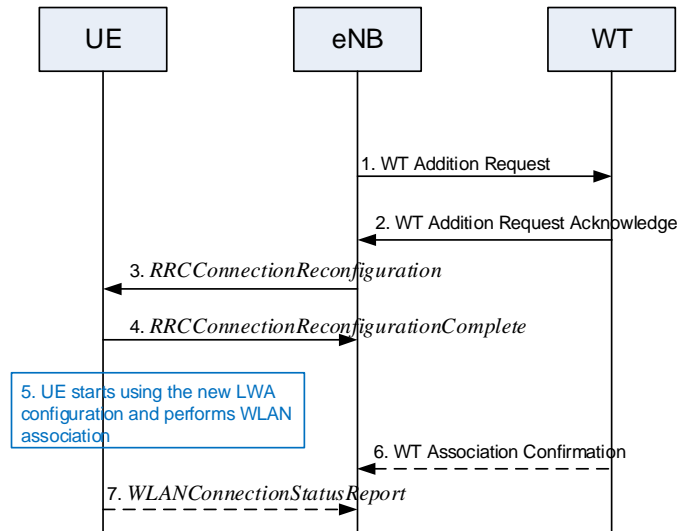 UE
eNB
WT
1. WT Addition Request
2. WT Addition Request Acknowledge
3. RRCConnectionReconfiguration
4. RRCConnectionReconfigurationComplete
5. UE starts using the new LWA
configuration and performs WLAN
association
6. WT Association Confirmation
7. WLANConnectionStatusReport